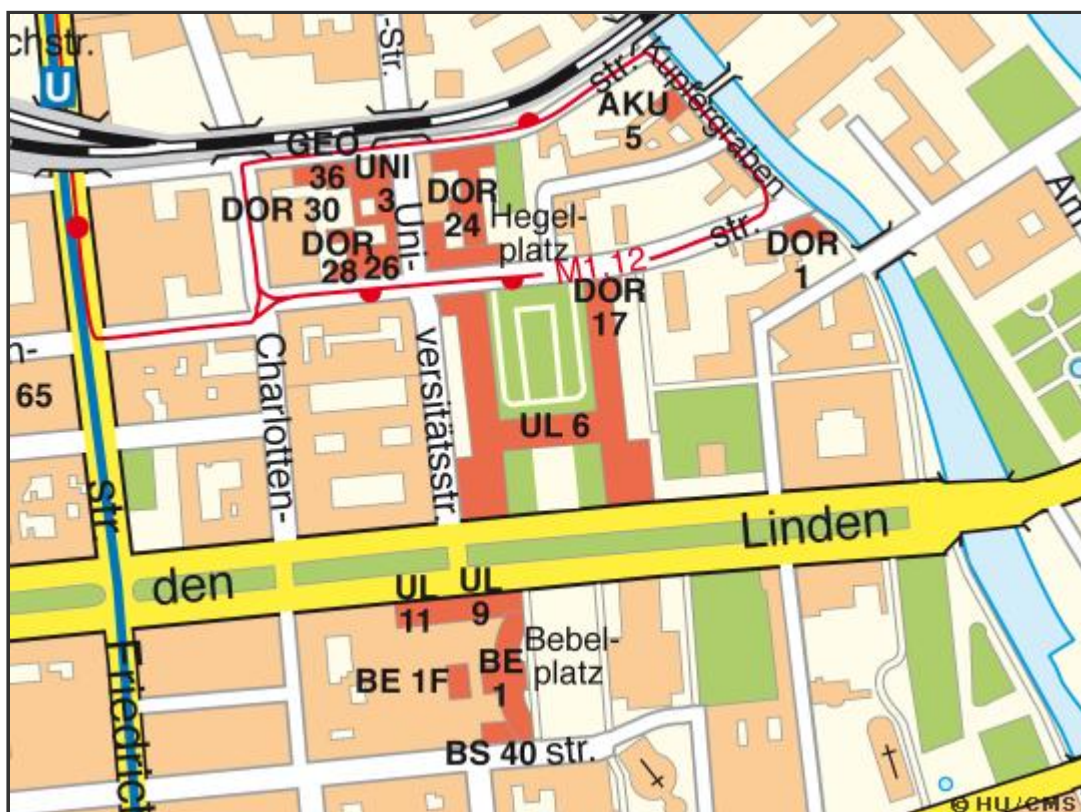 chstr.
U
-Str.
str.
Kupfergraben
AKU
5
GEO
36
UNI
3
DOR 30
DOR
28
26
Uni-
DOR
24
Hegel-
platz
str.
M1.12
DOR
1
DOR
17
Am
n-
65
Charlotten-
versitätsstr.
UL 6
str
den
Linden
UL
11
UL
9
Bebel-
platz
BE 1F
BE
1
BS 40 str.
Friedrich
© HU/CMS